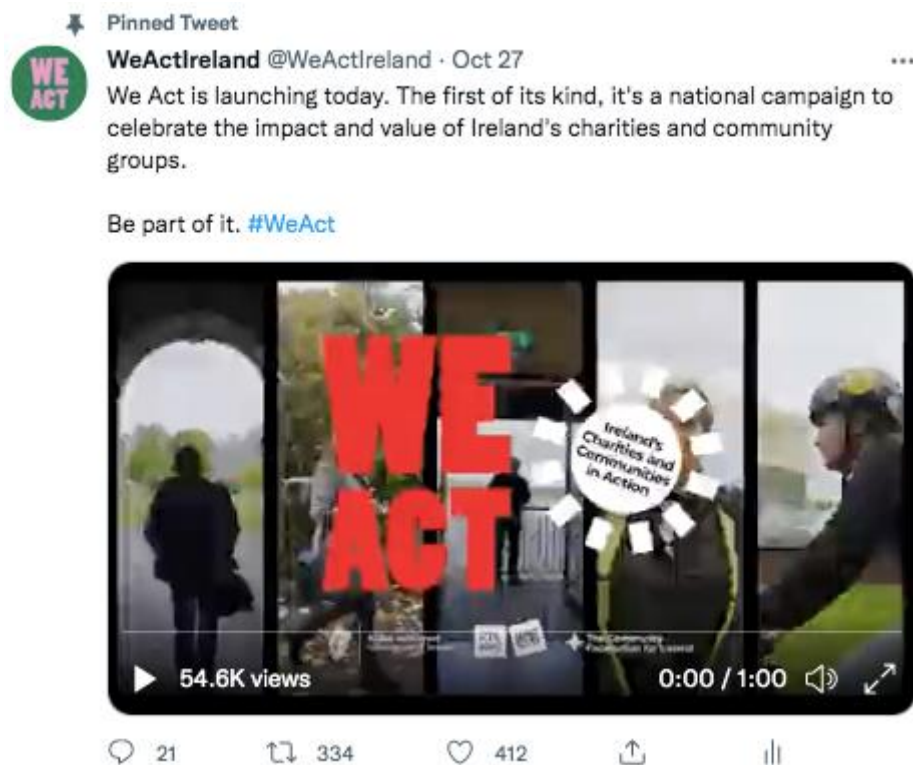 Pinned Tweet
WeActIreland @WeActIreland · Oct 27
WE
ACT
We Act is launching today. The first of its kind, it's a national campaign to
celebrate the impact and value of Ireland's charities and community
groups.
Be part of it. #WeAct
WE
ACT
Ireland's
Charities and
Communities
in Action
The Community
Foundation for Ireland
54.6K views
0:00 / 1:00
21
334
412